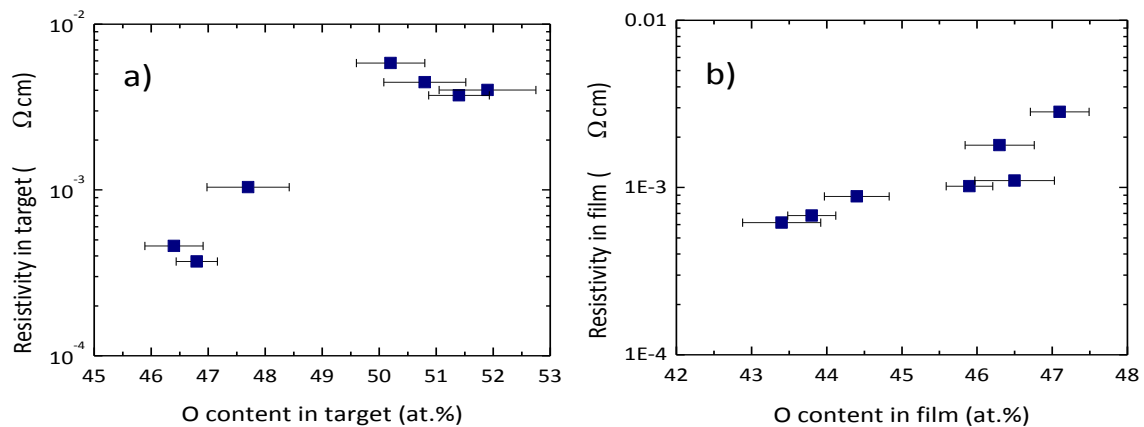 a)
10⁻²
10⁻³
10⁻⁴
Resistivity in target ( Ω cm)
45 46 47 48 49 50 51 52 53
O content in target (at.%)
b)
0.01
1E-3
1E-4
Resistivity in film ( Ω cm)
42 43 44 45 46 47 48
O content in film (at.%)